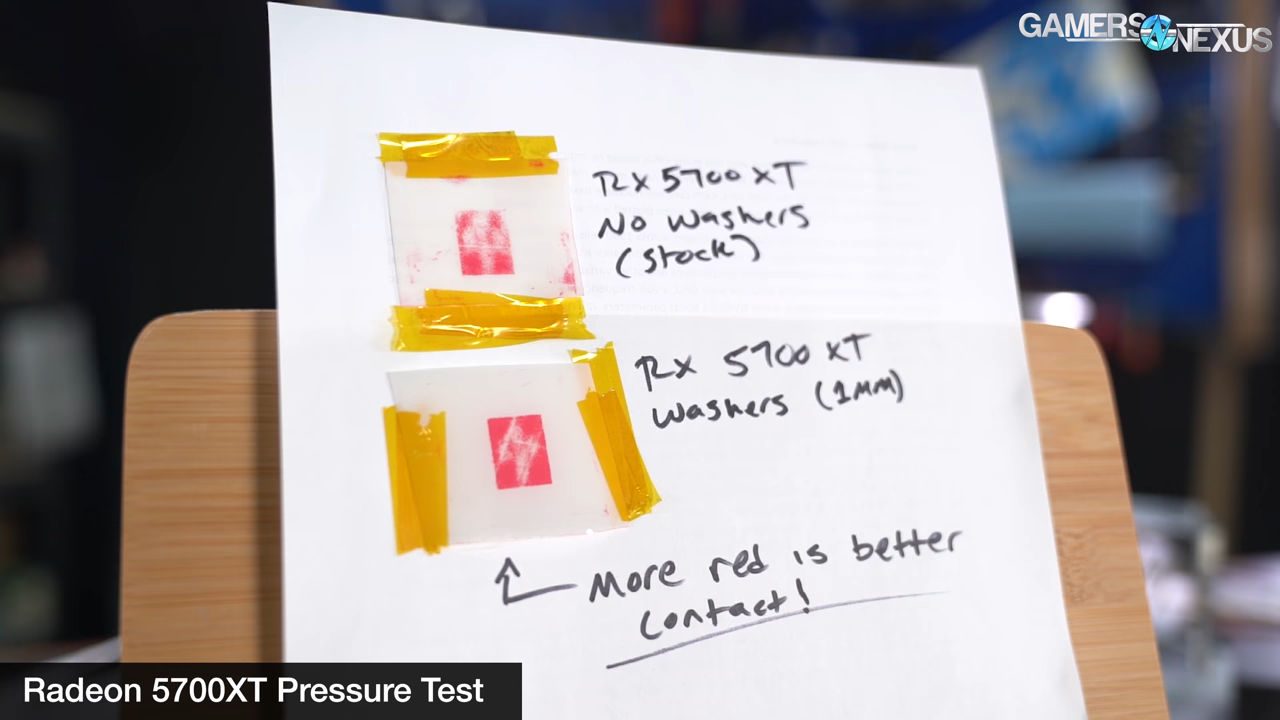 GAMERS NEXUS
RX 5700 XT
No Washers
(stock)
RX 5700 XT
Washers (1MM)
More red is better
contact!
Radeon 5700XT Pressure Test